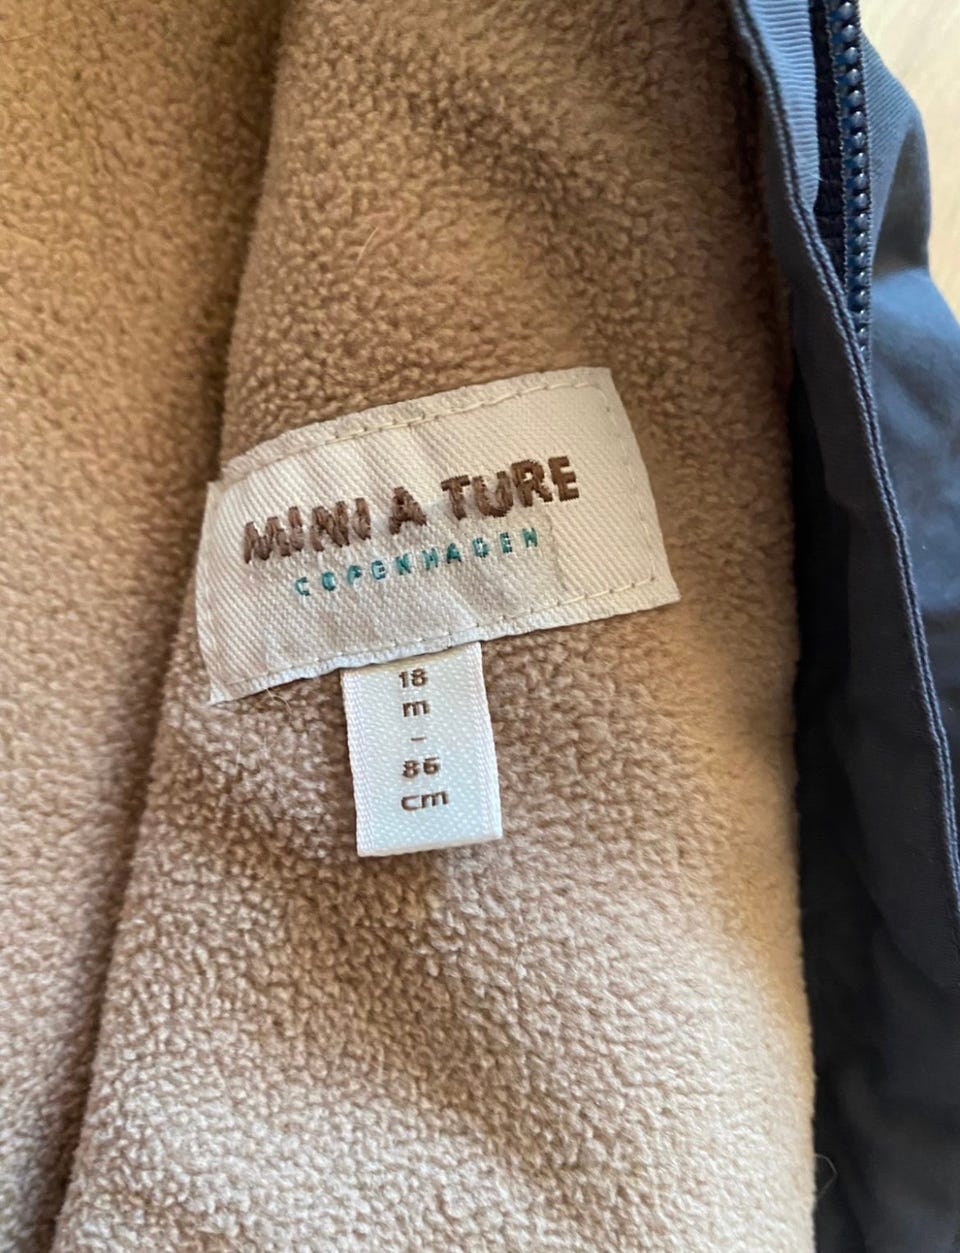 MINI A TURE
COPENHAGEN
18
m
-
86
cm